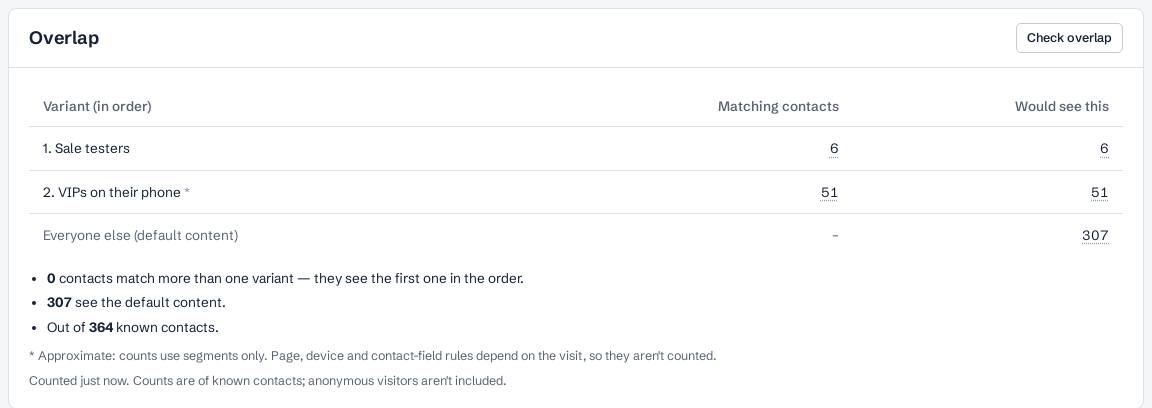 Overlap
Check overlap
Variant (in order) Matching contacts Would see this
1. Sale testers 6 6
2. VIPs on their phone * 51 51
Everyone else (default content) – 307
• 0 contacts match more than one variant — they see the first one in the order.
• 307 see the default content.
• Out of 364 known contacts.
* Approximate: counts use segments only. Page, device and contact-field rules depend on the visit, so they aren't counted.
Counted just now. Counts are of known contacts; anonymous visitors aren't included.